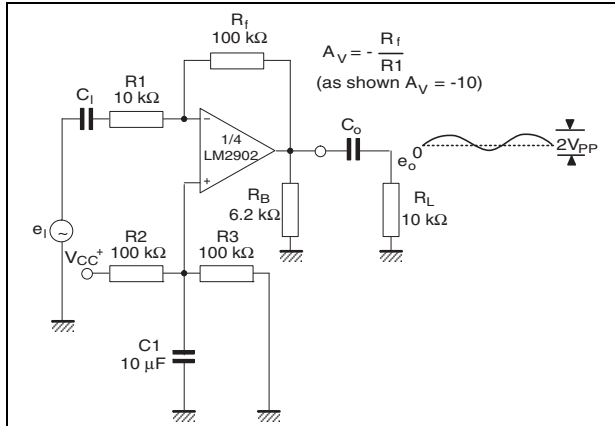 Rf
100 kΩ
AV = - Rf / R1
(as shown AV = -10)
R1
10 kΩ
CI
1/4
LM2902
−
+
Co
0
eo
2VPP
RB
6.2 kΩ
RL
10 kΩ
eI
~
VCC+
R2
100 kΩ
R3
100 kΩ
C1
10 µF